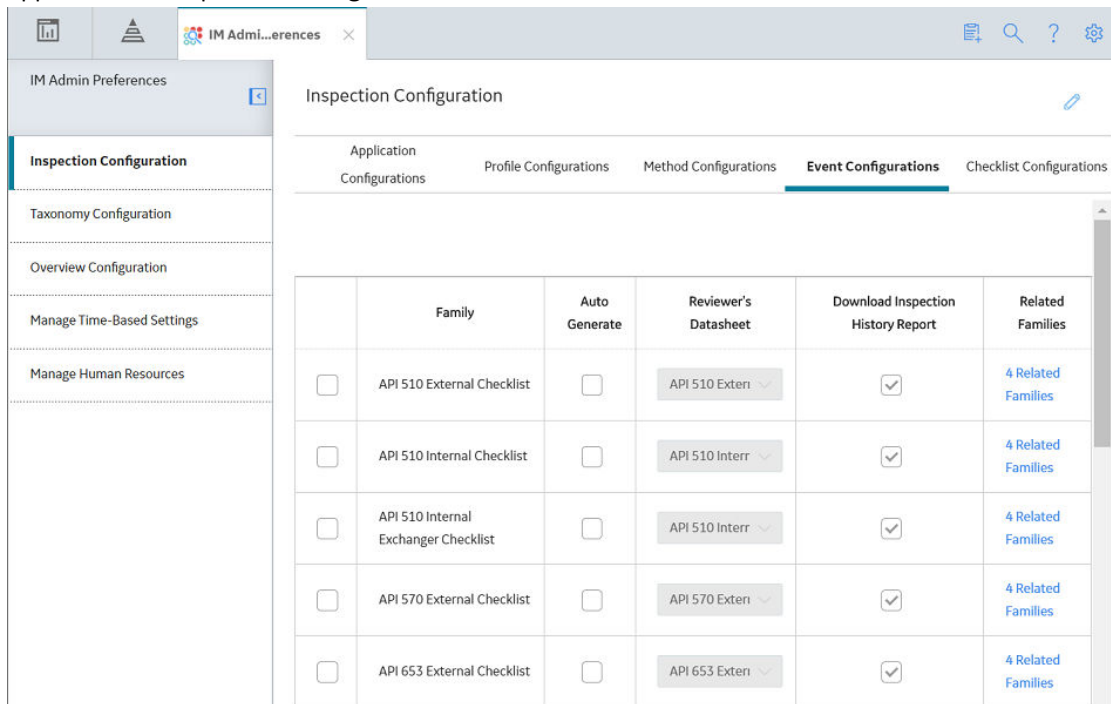 IM Admi...erences
IM Admin Preferences
Inspection Configuration
Taxonomy Configuration
Overview Configuration
Manage Time-Based Settings
Manage Human Resources
Inspection Configuration
Application
Configurations
Profile Configurations
Method Configurations
Event Configurations
Checklist Configurations
Family
Auto
Generate
Reviewer's
Datasheet
Download Inspection
History Report
Related
Families
API 510 External Checklist
API 510 Extern
4 Related
Families
API 510 Internal Checklist
API 510 Interr
4 Related
Families
API 510 Internal
Exchanger Checklist
API 510 Interr
4 Related
Families
API 570 External Checklist
API 570 Extern
4 Related
Families
API 653 External Checklist
API 653 Extern
4 Related
Families